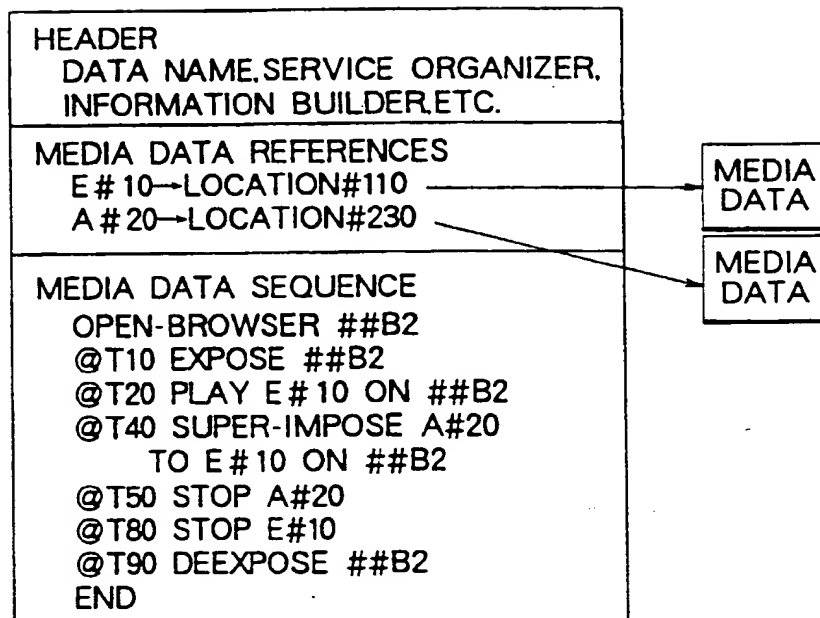 HEADER
DATA NAME,SERVICE ORGANIZER,
INFORMATION BUILDER,ETC.
MEDIA DATA REFERENCES
E#10→LOCATION#110
A#20→LOCATION#230
MEDIA DATA SEQUENCE
OPEN-BROWSER ##B2
@T10 EXPOSE ##B2
@T20 PLAY E#10 ON ##B2
@T40 SUPER-IMPOSE A#20
TO E#10 ON ##B2
@T50 STOP A#20
@T80 STOP E#10
@T90 DEEXPOSE ##B2
END
MEDIA
DATA
MEDIA
DATA